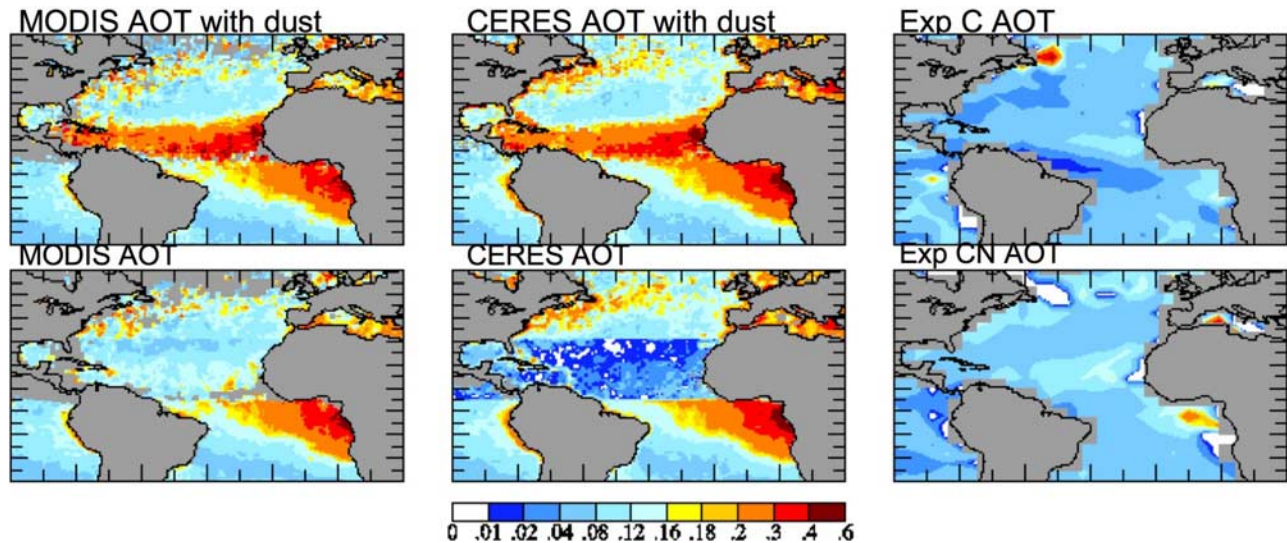 MODIS AOT with dust
CERES AOT with dust
Exp C AOT
MODIS AOT
CERES AOT
Exp CN AOT
0 .01 .02 .04 .08 .12 .16 .18 .2 .3 .4 .6